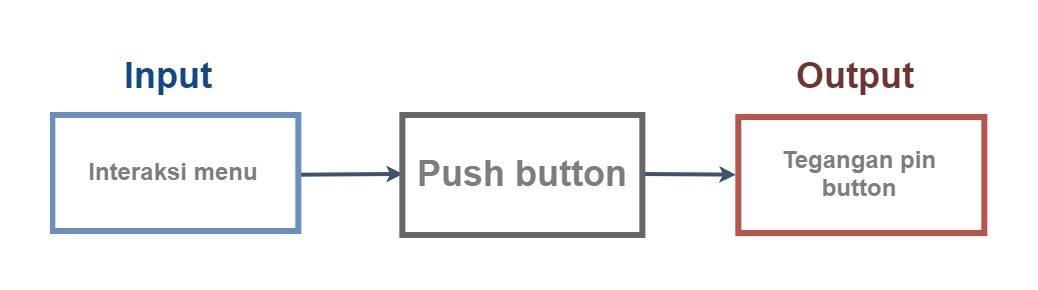 Input
Output
Interaksi menu
Push button
Tegangan pin
button